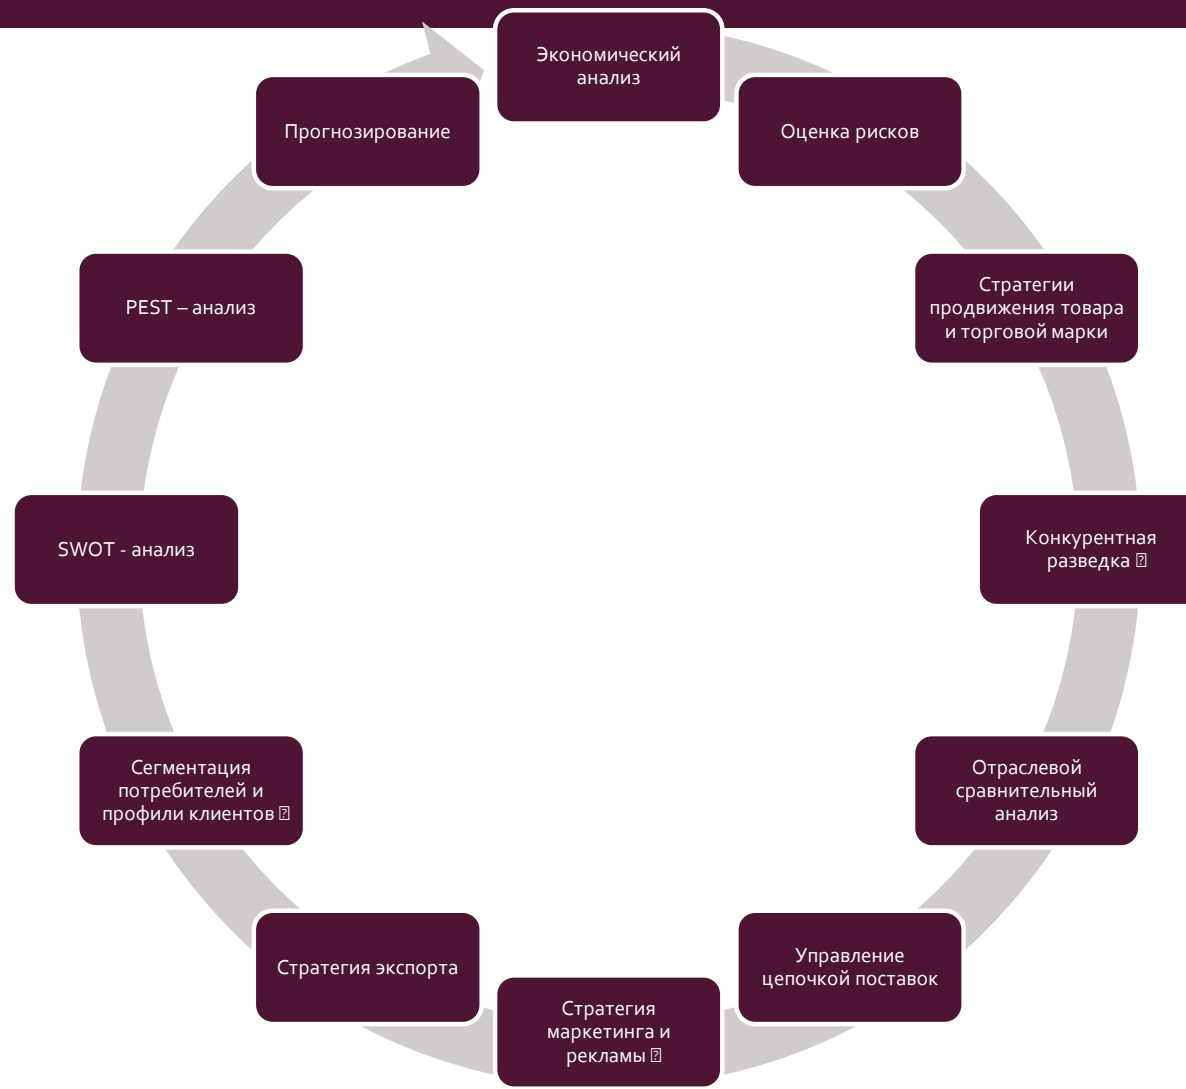 Экономический
анализ
Оценка рисков
Стратегии
продвижения товара
и торговой марки
Конкурентная
разведка
Отраслевой
сравнительный
анализ
Управление
цепочкой поставок
Стратегия
маркетинга и
рекламы
Стратегия экспорта
Сегментация
потребителей и
профили клиентов
SWOT - анализ
PEST – анализ
Прогнозирование